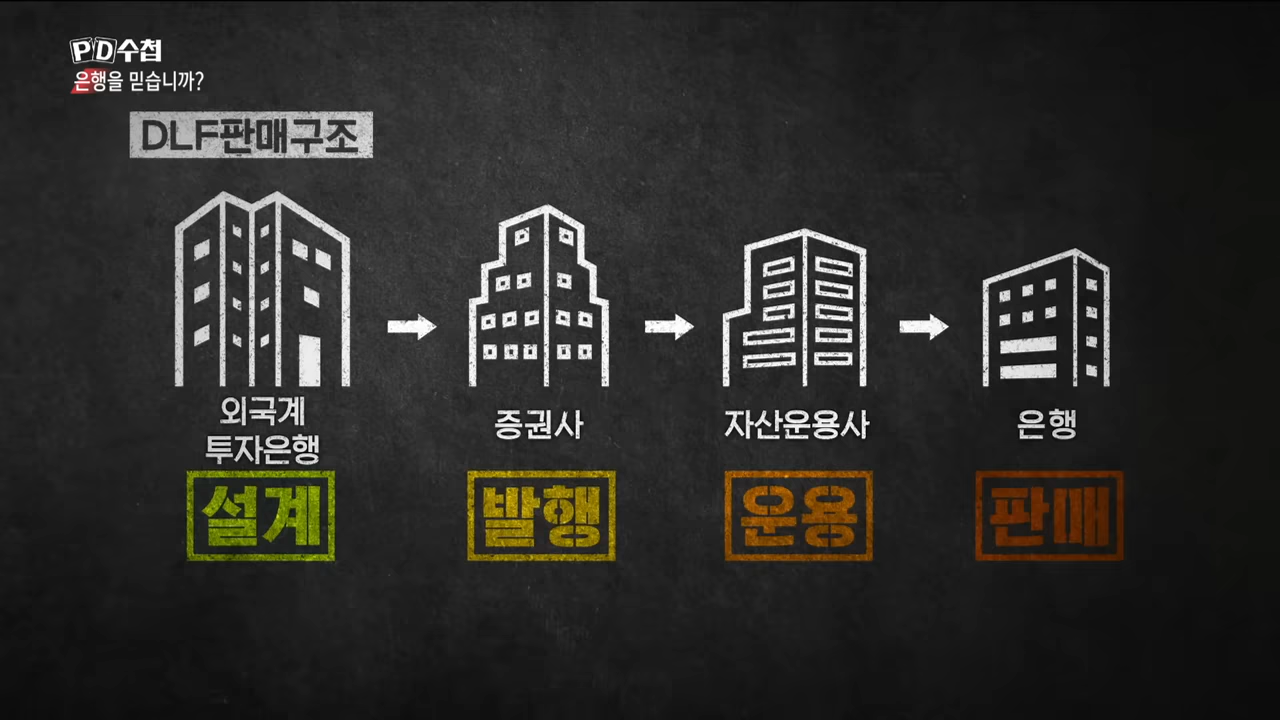 PD수첩
은행을 믿습니까?
DLF판매구조
외국계
투자은행
설계
증권사
발행
자산운용사
운용
은행
판매